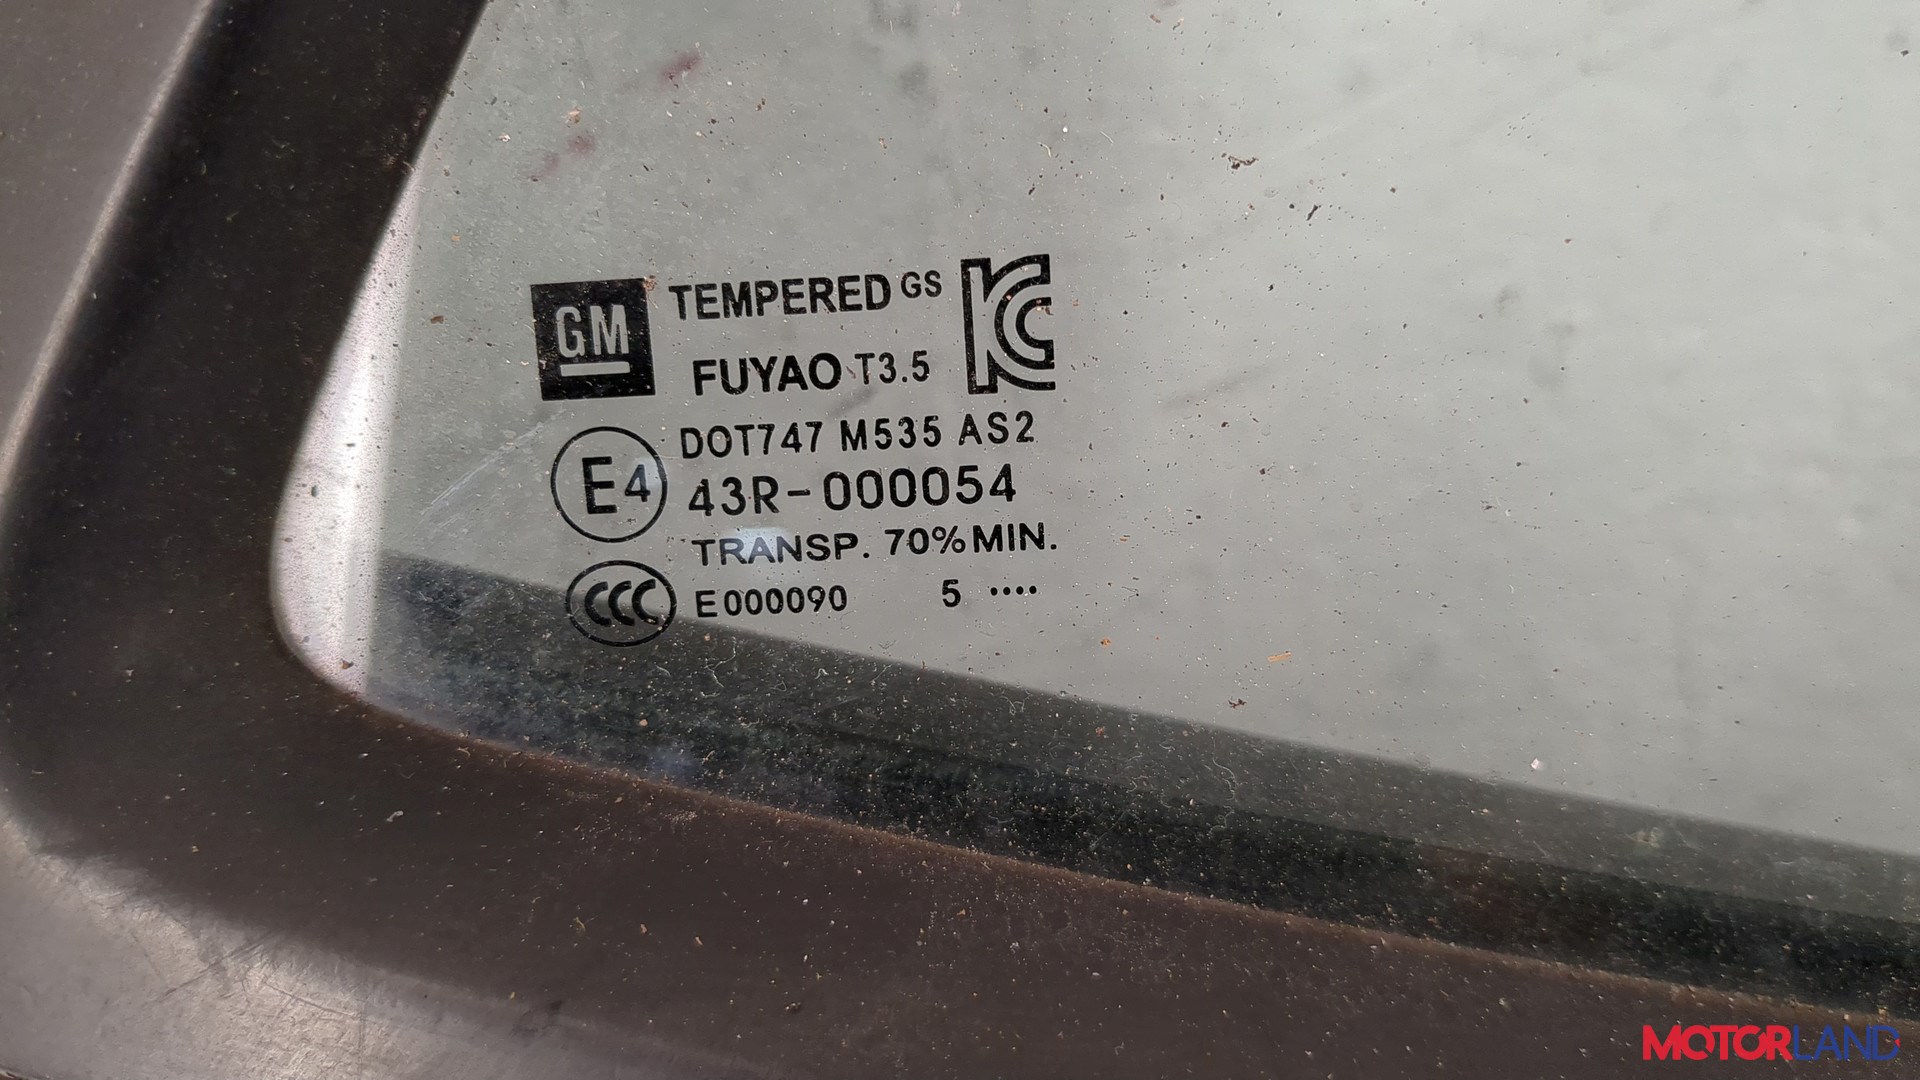 GM TEMPERED GS KC
FUYAO T3.5
DOT747 M535 AS2
E4 43R-000054
TRANSP. 70% MIN.
CCC E000090 5 ....
MOTORLAND